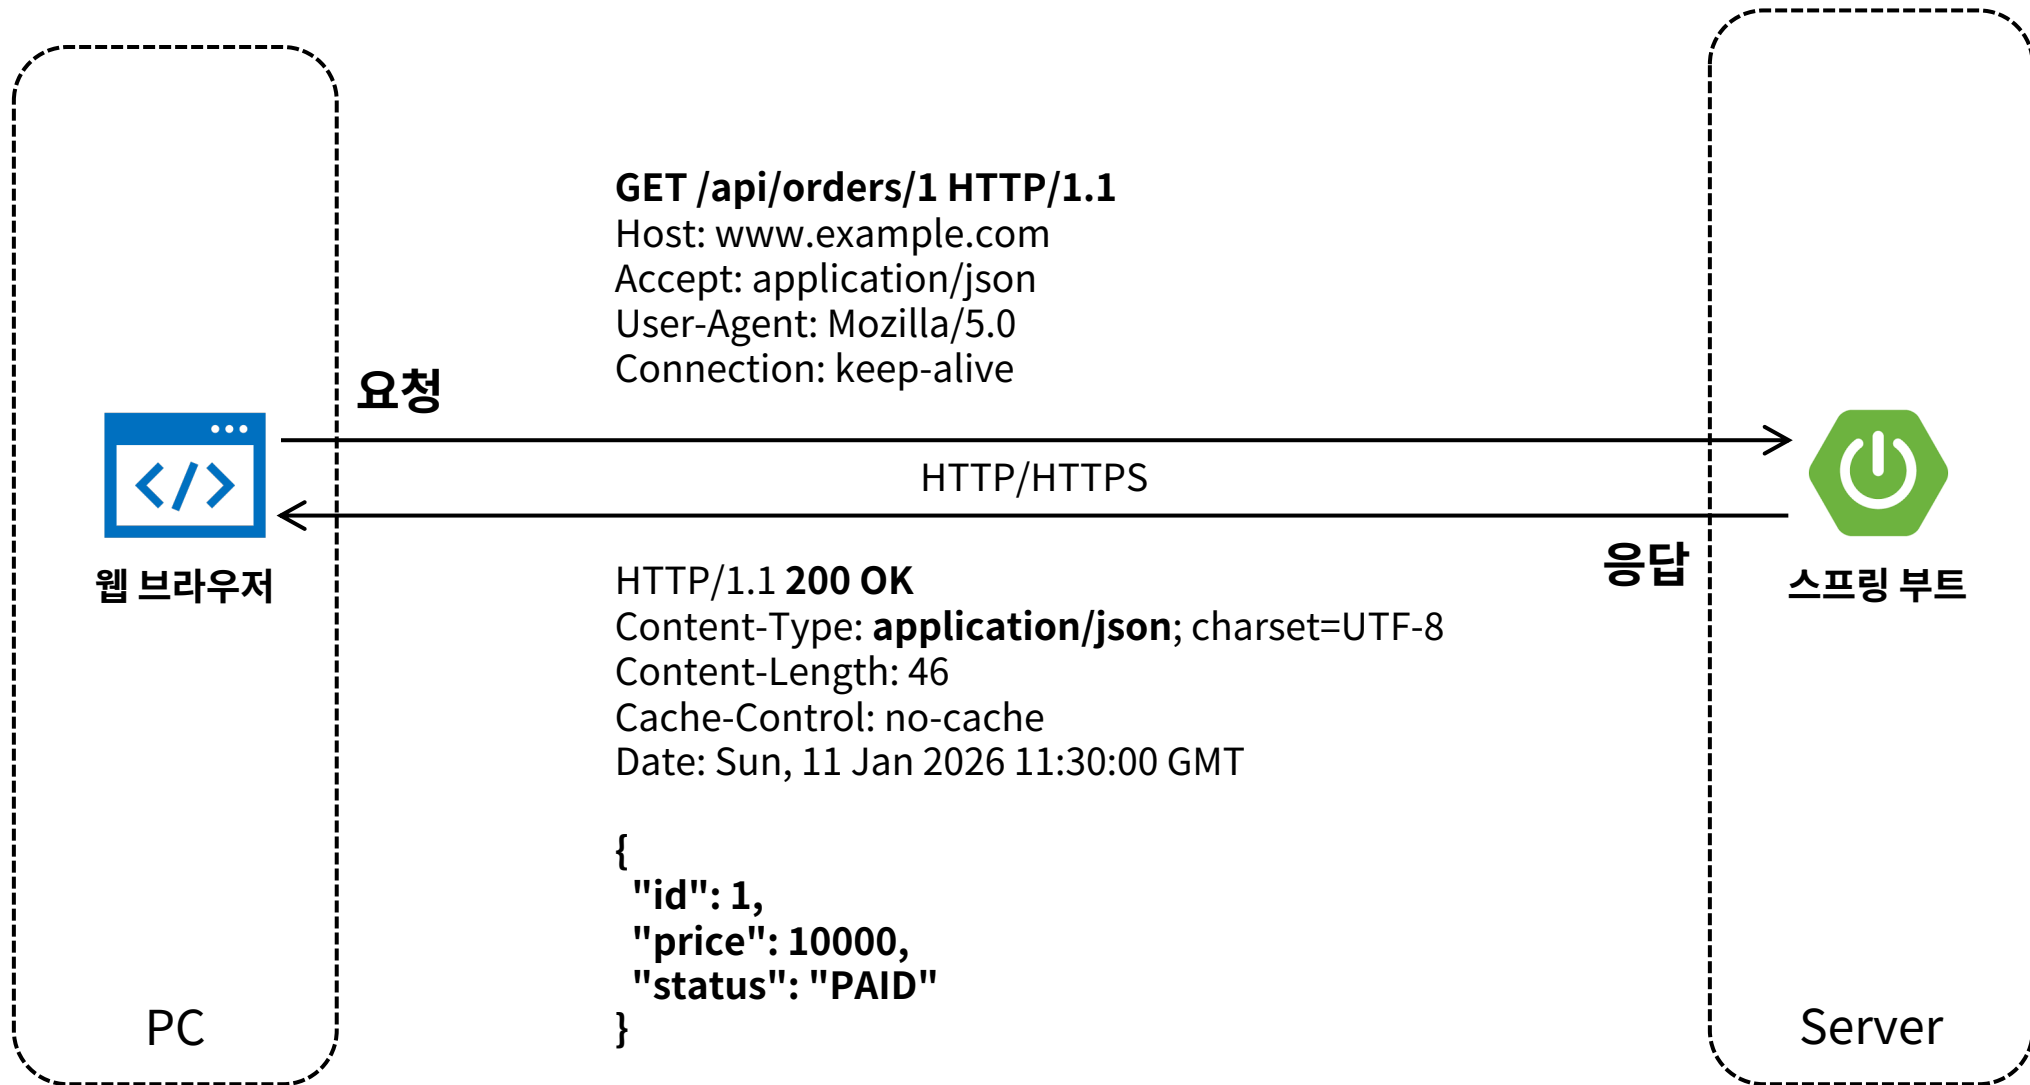 GET /api/orders/1 HTTP/1.1
Host: www.example.com
Accept: application/json
User-Agent: Mozilla/5.0
Connection: keep-alive
요청
HTTP/HTTPS
응답
웹 브라우저
스프링 부트
HTTP/1.1 200 OK
Content-Type: application/json; charset=UTF-8
Content-Length: 46
Cache-Control: no-cache
Date: Sun, 11 Jan 2026 11:30:00 GMT
{
"id": 1,
"price": 10000,
"status": "PAID"
}
PC
Server